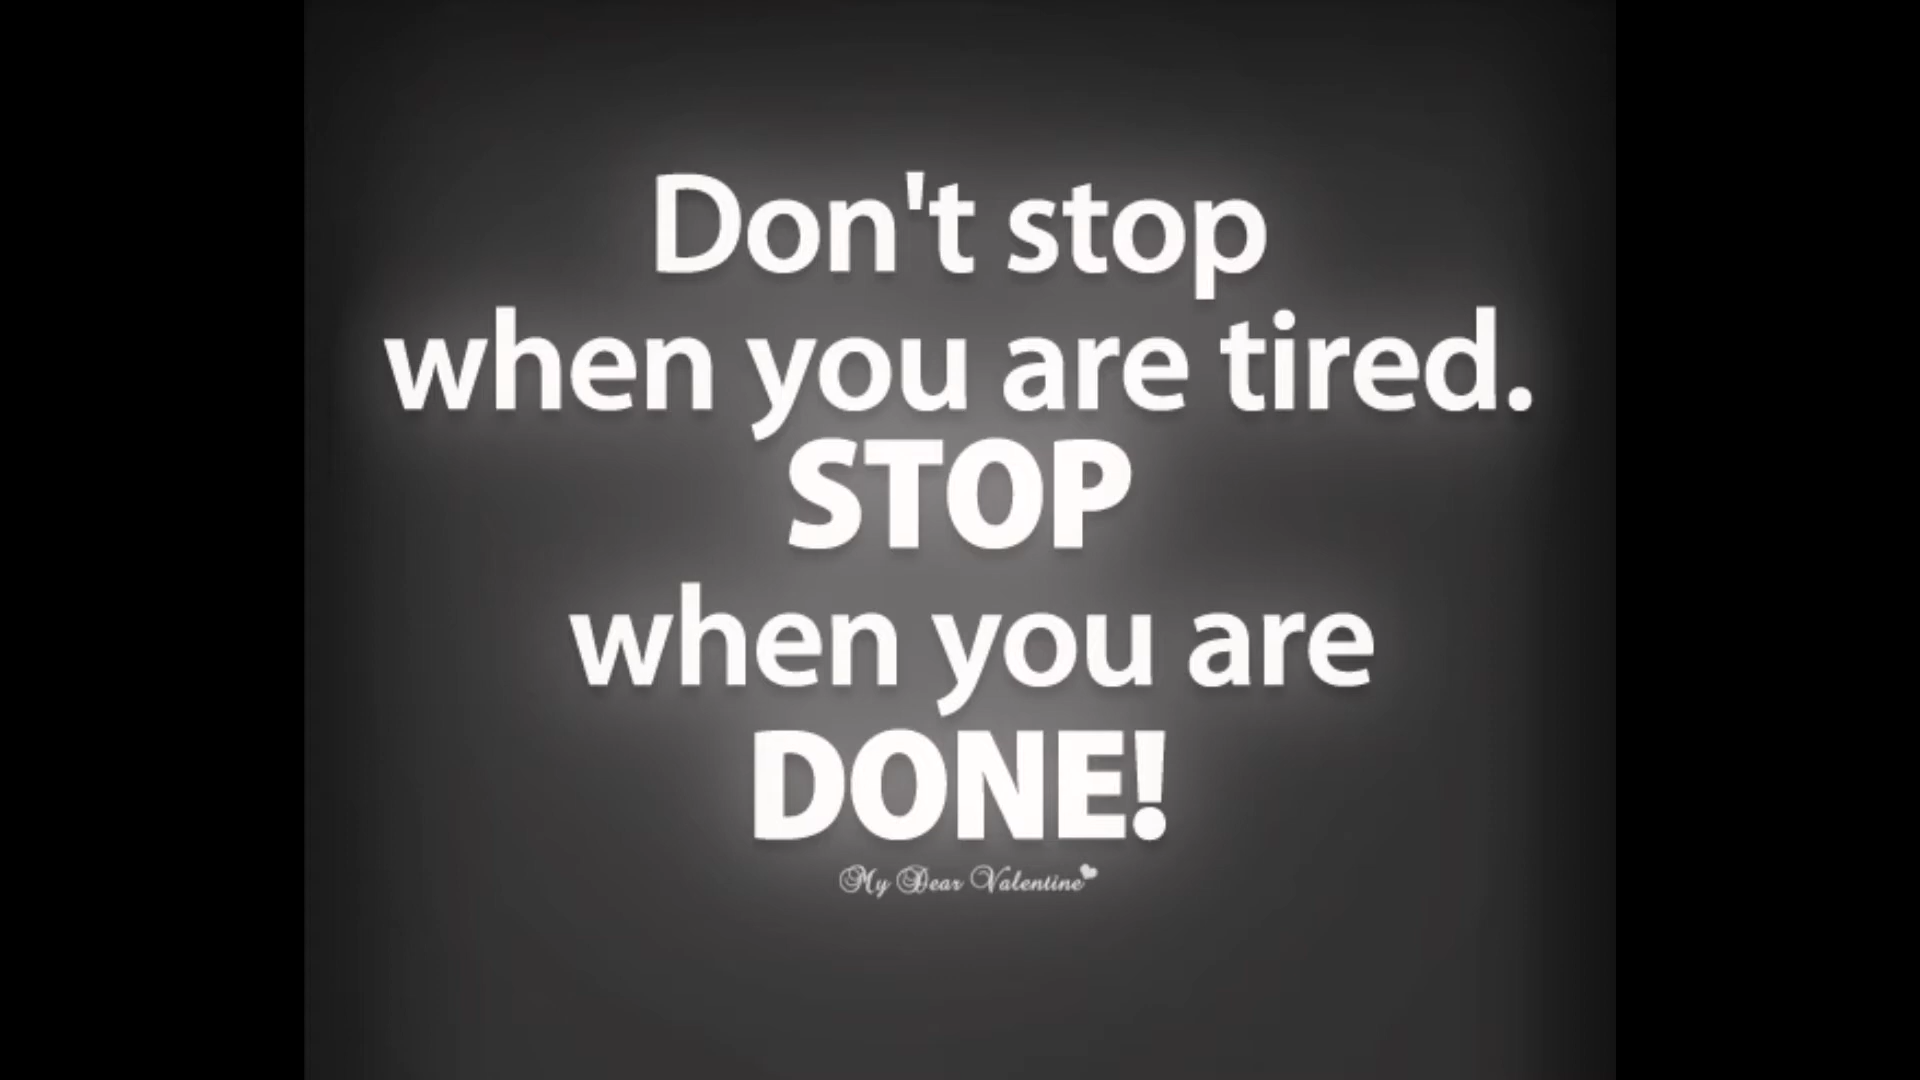 Don't stop
when you are tired.
STOP
when you are
DONE!
My Dear Valentine